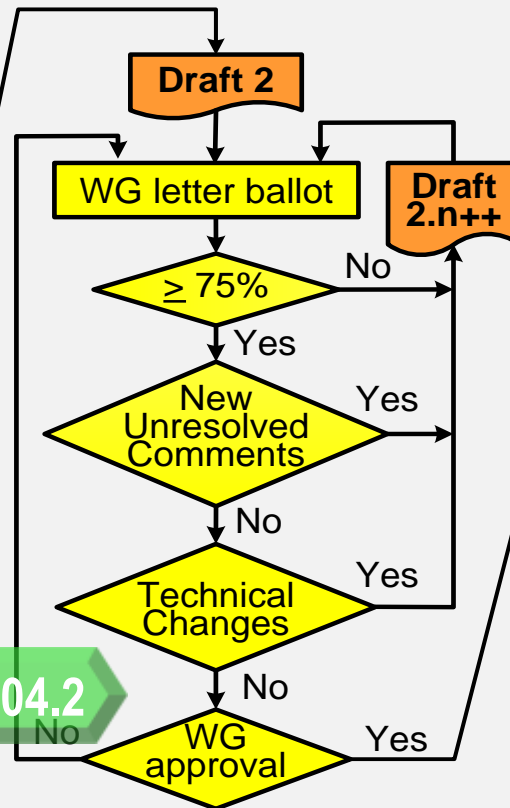 Draft 2
WG letter ballot
Draft
2.n++
≥ 75%
No
Yes
New
Unresolved
Comments
Yes
No
Technical
Changes
Yes
04.2
No
No
WG
approval
Yes